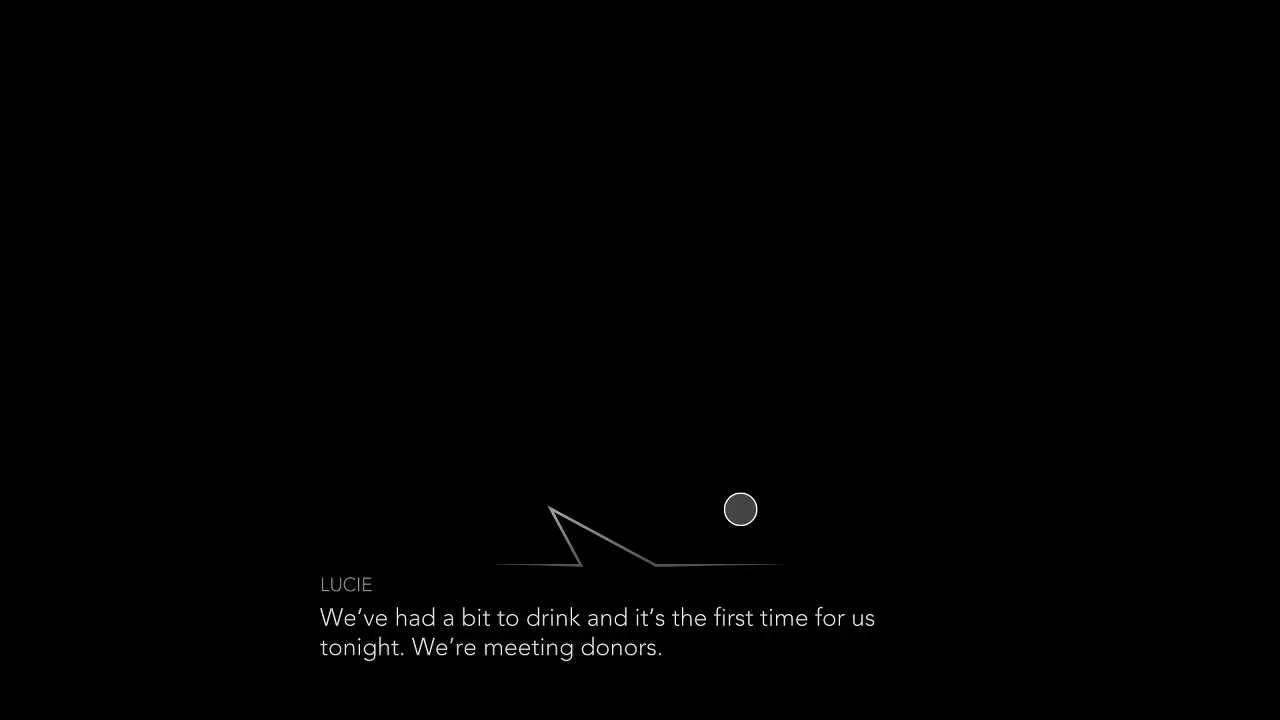 LUCIE
We’ve had a bit to drink and it’s the first time for us
tonight. We’re meeting donors.